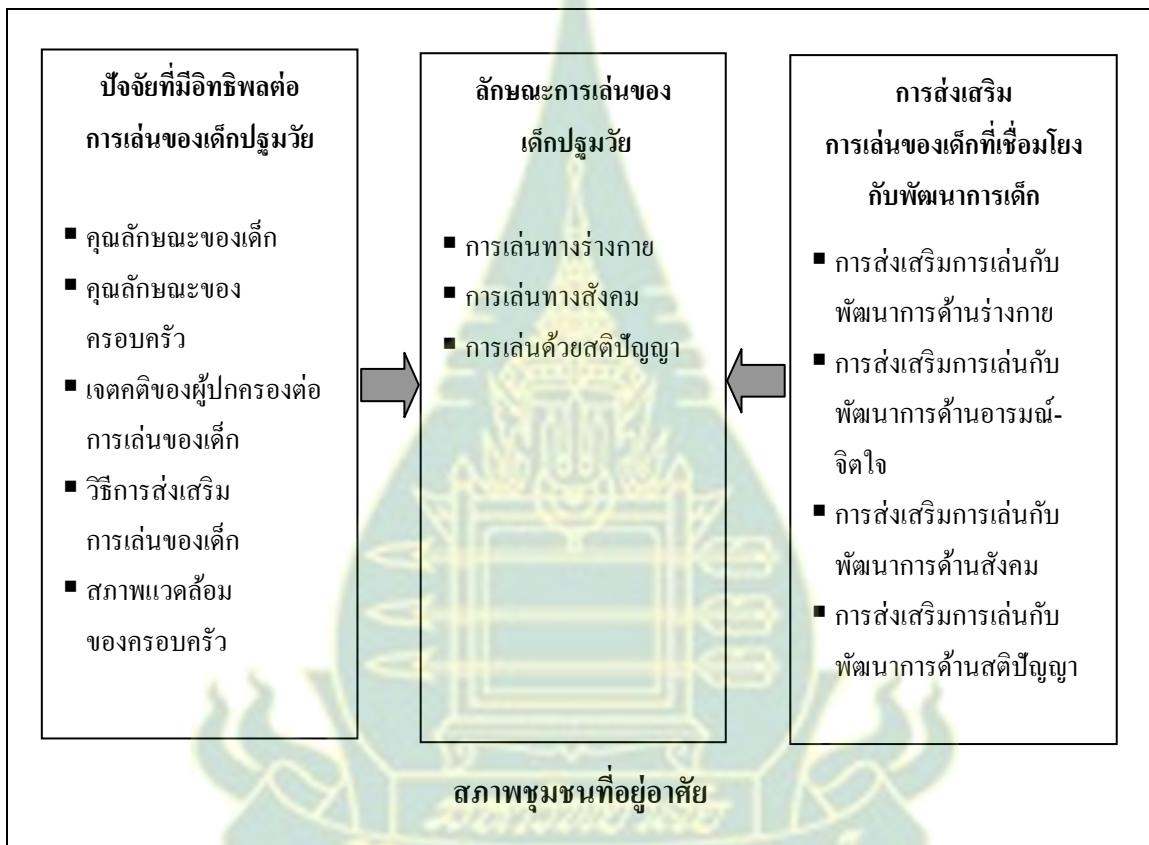 ปัจจัยที่มีอิทธิพลต่อ
การเล่นของเด็กปฐมวัย
▪ คุณลักษณะของเด็ก
▪ คุณลักษณะของ
ครอบครัว
▪ เจตคติของผู้ปกครองต่อ
การเล่นของเด็ก
▪ วิธีการส่งเสริม
การเล่นของเด็ก
▪ สภาพแวดล้อม
ของครอบครัว
ลักษณะการเล่นของ
เด็กปฐมวัย
▪ การเล่นทางร่างกาย
▪ การเล่นทางสังคม
▪ การเล่นด้วยสติปัญญา
การส่งเสริม
การเล่นของเด็กที่เชื่อมโยง
กับพัฒนาการเด็ก
▪ การส่งเสริมการเล่นกับ
พัฒนาการด้านร่างกาย
▪ การส่งเสริมการเล่นกับ
พัฒนาการด้านอารมณ์-
จิตใจ
▪ การส่งเสริมการเล่นกับ
พัฒนาการด้านสังคม
▪ การส่งเสริมการเล่นกับ
พัฒนาการด้านสติปัญญา
สภาพชุมชนที่อยู่อาศัย